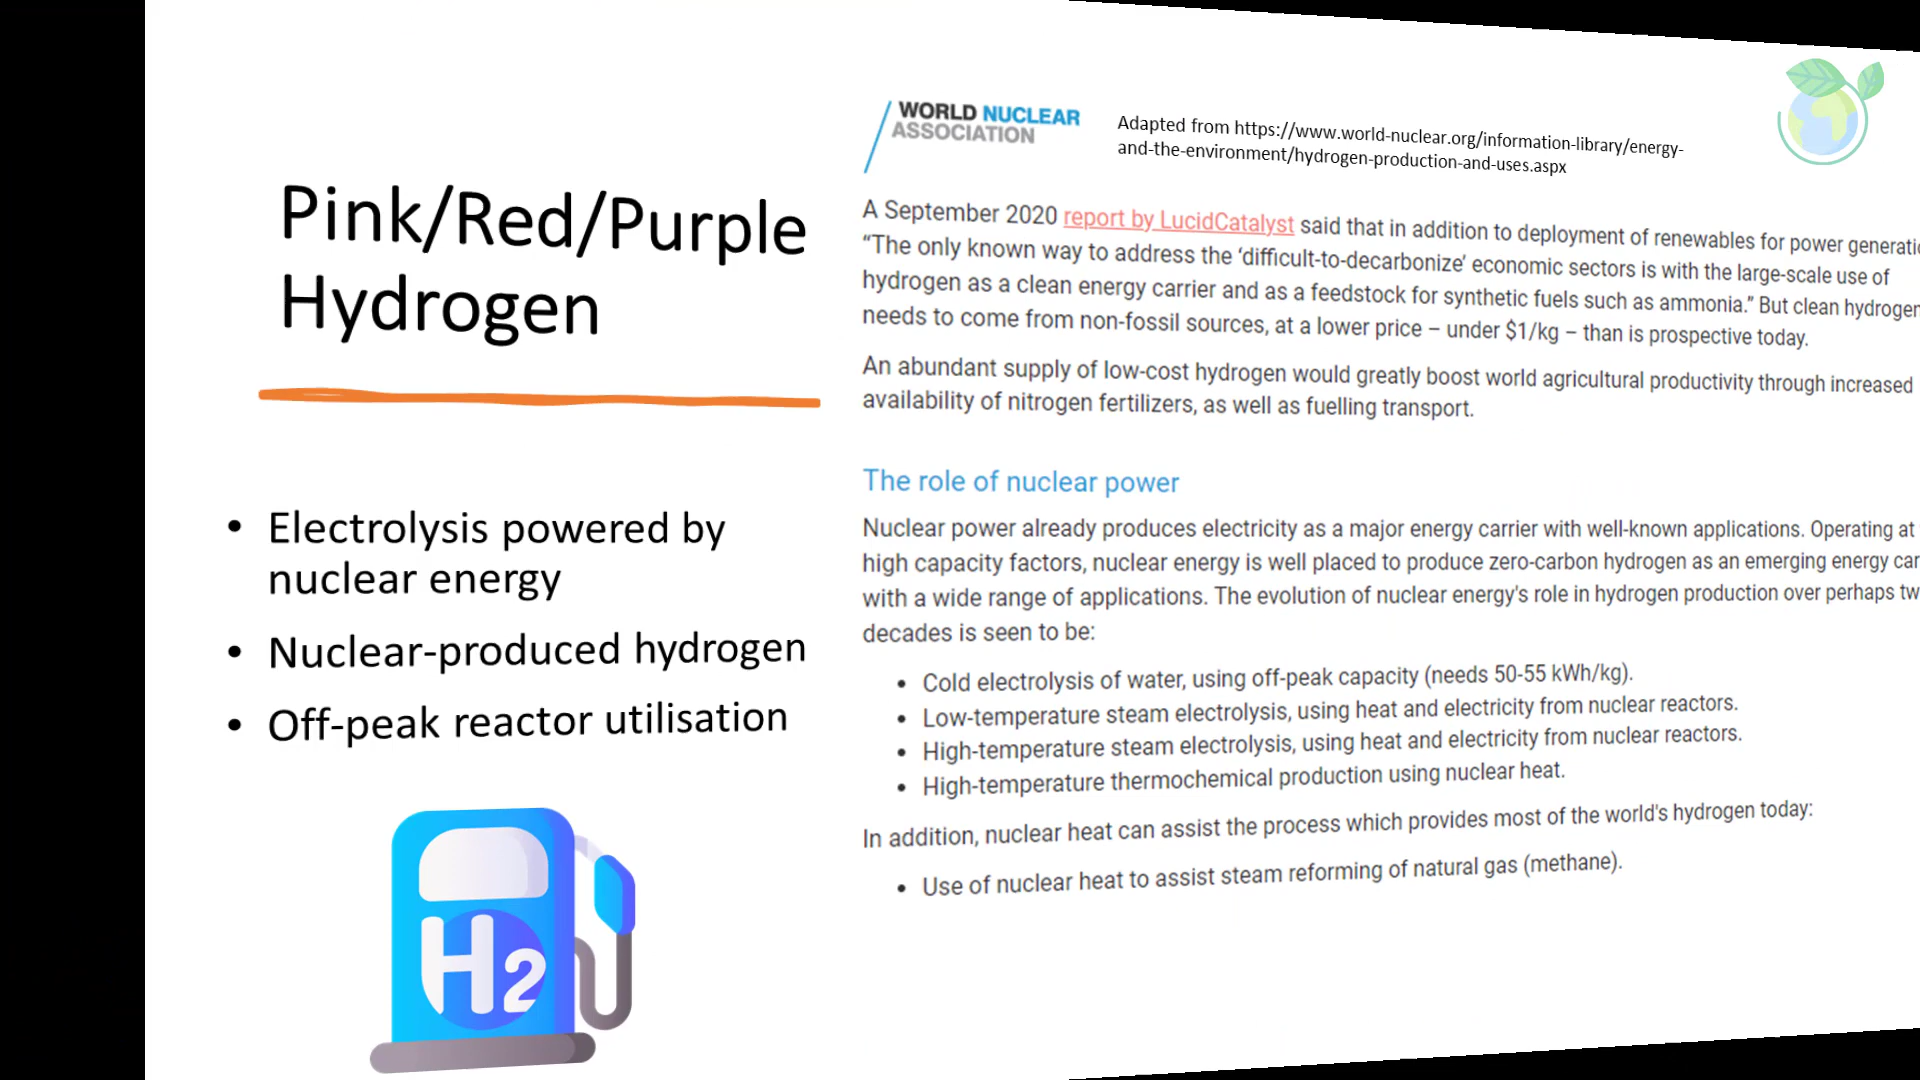 Pink/Red/Purple
Hydrogen
Electrolysis powered by
nuclear energy
Nuclear-produced hydrogen
Off-peak reactor utilisation
H2
WORLD NUCLEAR
ASSOCIATION
Adapted from https://www.world-nuclear.org/information-library/energy-
and-the-environment/hydrogen-production-and-uses.aspx
A September 2020 report by LucidCatalyst said that in addition to deployment of renewables for power
“The only known way to address the ‘difficult-to-decarbonize’ economic sectors is with the large-scale use of
hydrogen as a clean energy carrier and as a feedstock for synthetic fuels such as ammonia.” But clean hydrogen
needs to come from non-fossil sources, at a lower price – under $1/kg – than is prospective today.
An abundant supply of low-cost hydrogen would greatly boost world agricultural productivity through increased
availability of nitrogen fertilizers, as well as fuelling transport.
The role of nuclear power
Nuclear power already produces electricity as a major energy carrier with well-known applications. Operating at
high capacity factors, nuclear energy is well placed to produce zero-carbon hydrogen as an emerging energy
with a wide range of applications. The evolution of nuclear energy's role in hydrogen production over perhaps
decades is seen to be:
Cold electrolysis of water, using off-peak capacity (needs 50-55 kWh/kg).
Low-temperature steam electrolysis, using heat and electricity from nuclear reactors.
High-temperature steam electrolysis, using heat and electricity from nuclear reactors.
High-temperature thermochemical production using nuclear heat.
In addition, nuclear heat can assist the process which provides most of the world's hydrogen today:
Use of nuclear heat to assist steam reforming of natural gas (methane).